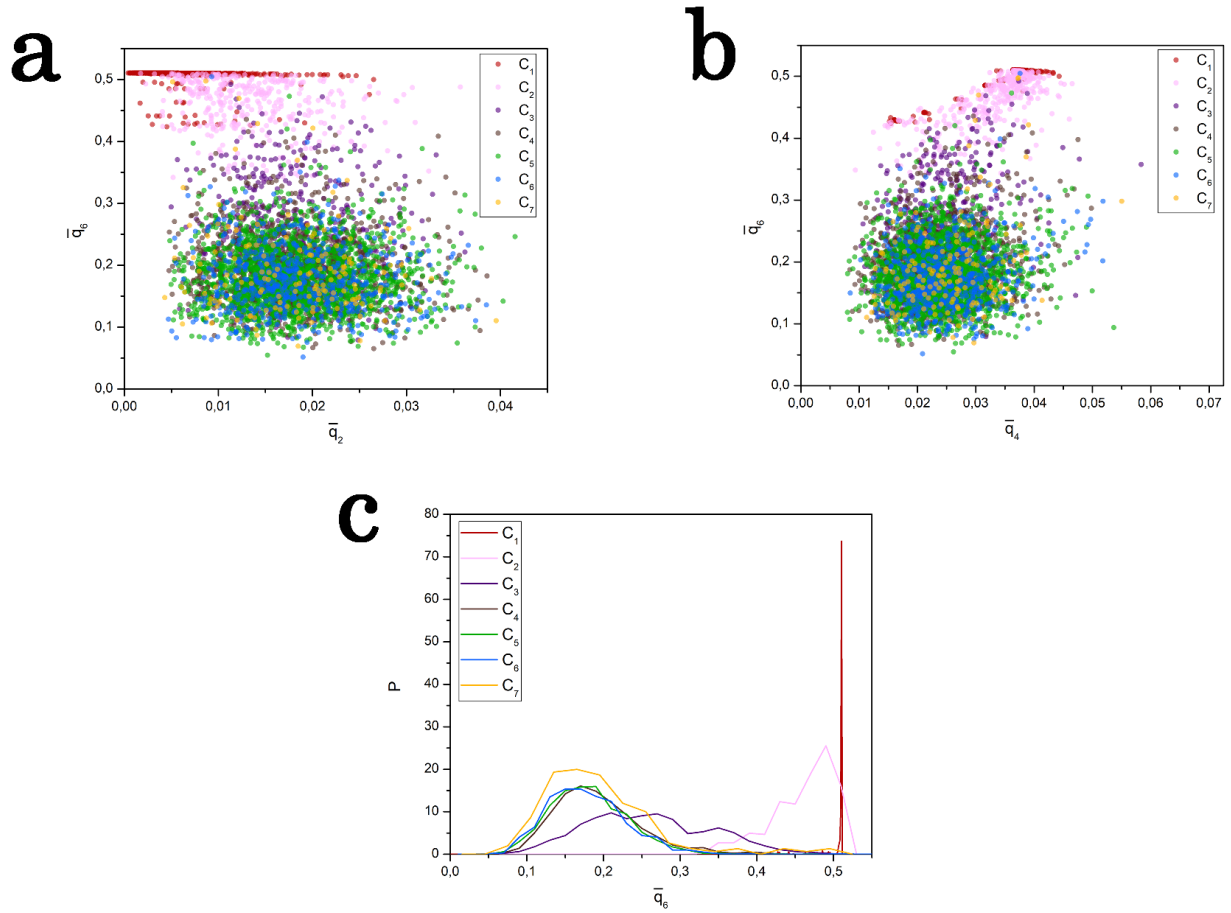 a
0,5
0,4
0,3
0,2
0,1
0,0
q̅₆
0,00 0,01 0,02 0,03 0,04
q̅₂
C₁
C₂
C₃
C₄
C₅
C₆
C₇
b
0,5
0,4
0,3
0,2
0,1
0,0
q̅₆
0,00 0,01 0,02 0,03 0,04 0,05 0,06 0,07
q̅₄
C₁
C₂
C₃
C₄
C₅
C₆
C₇
c
80
70
60
50
40
30
20
10
0
P
0,0 0,1 0,2 0,3 0,4 0,5
q̅₆
C₁
C₂
C₃
C₄
C₅
C₆
C₇